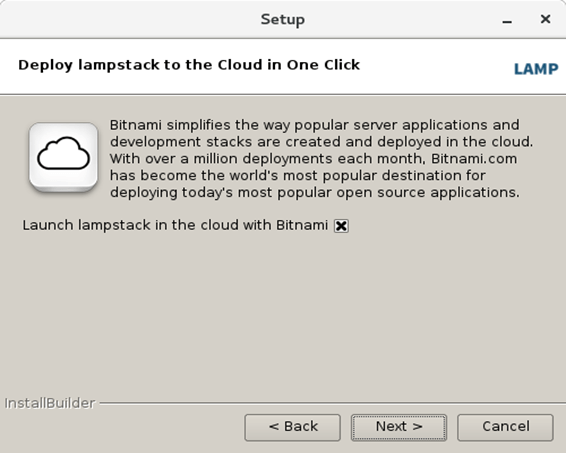 Setup
Deploy lampstack to the Cloud in One Click
LAMP
Bitnami simplifies the way popular server applications and
development stacks are created and deployed in the cloud.
With over a million deployments each month, Bitnami.com
has become the world's most popular destination for
deploying today's most popular open source applications.
Launch lampstack in the cloud with Bitnami
InstallBuilder
< Back
Next >
Cancel